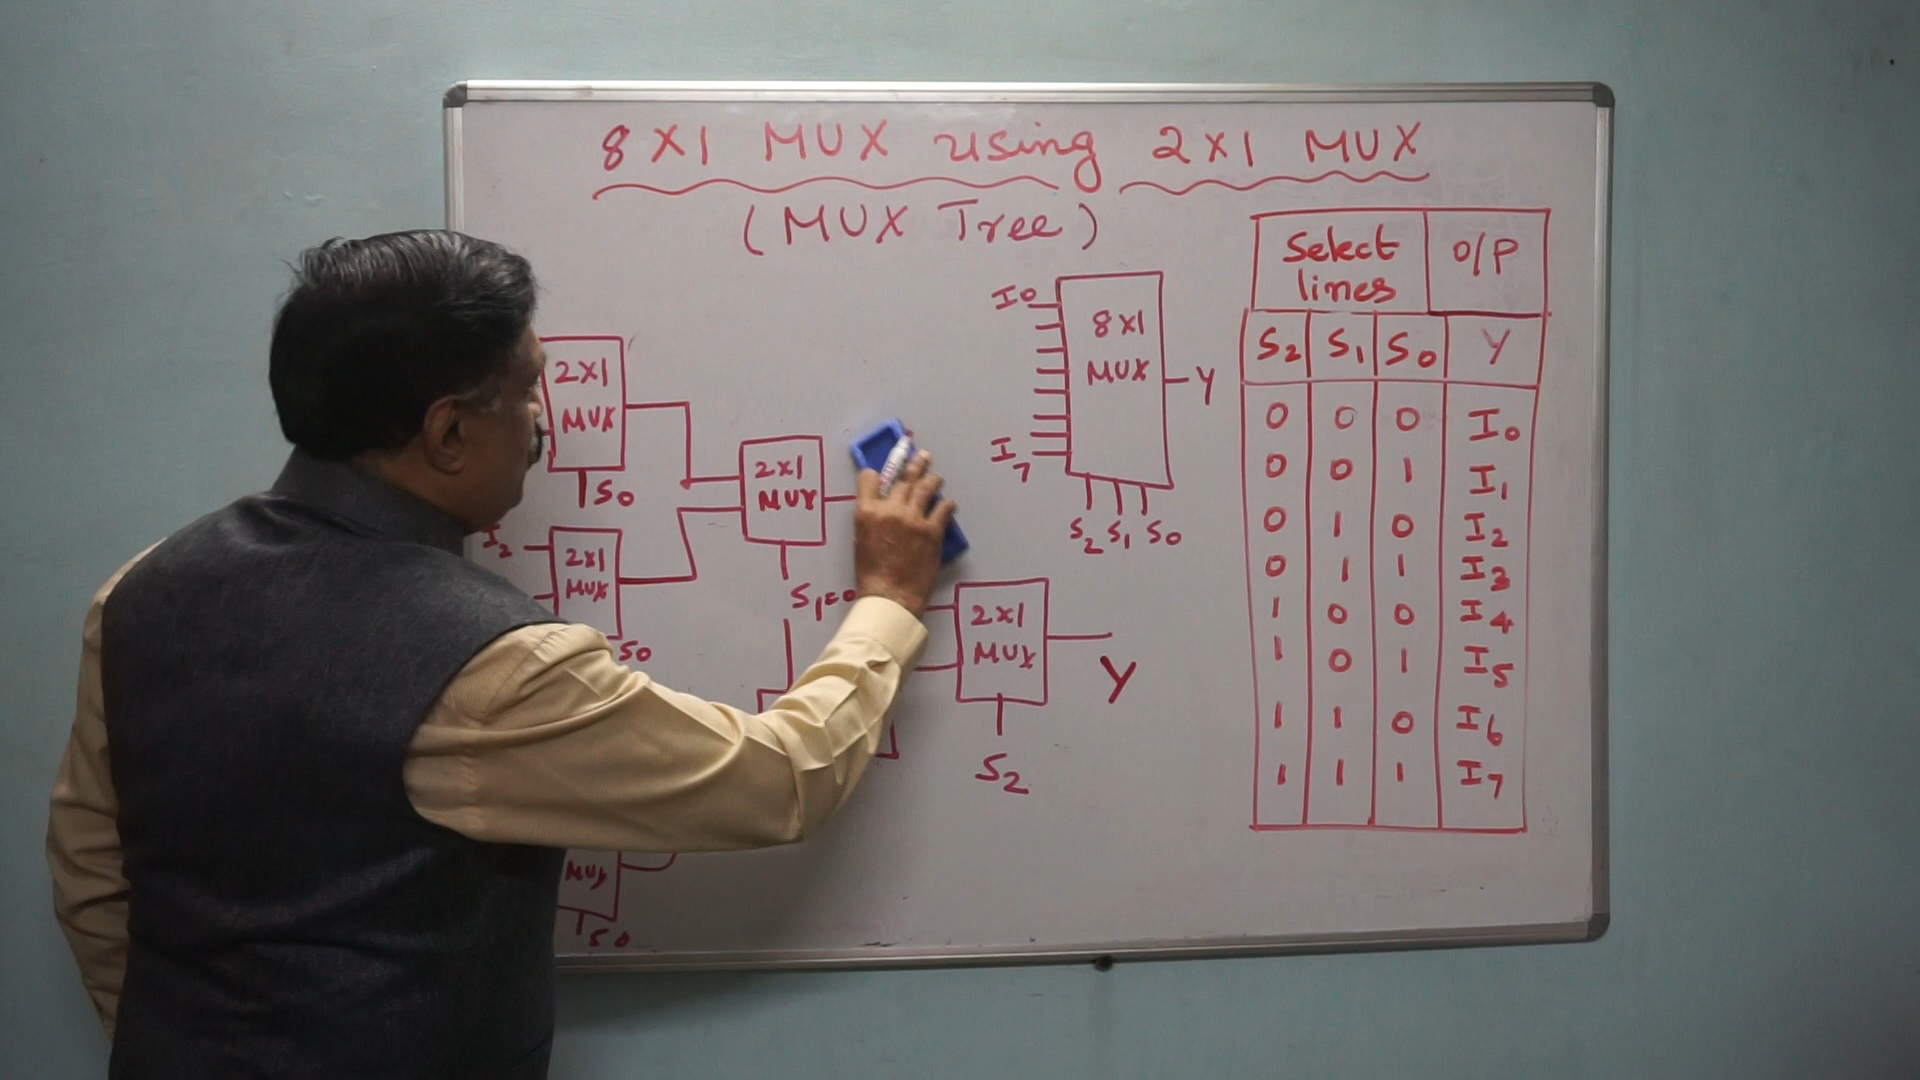 8X1 MUX using 2X1 MUX
(MUX Tree)
2X1
MUX
S0
I2
2X1
MUX
S0
MUX
S0
2X1
MUX
S1=0
2X1
MUX
Y
S2
I0
8X1
MUX
Y
I7
S2 S1 S0
Select lines O/P
S2 S1 S0 Y
0 0 0 I0
0 0 1 I1
0 1 0 I2
0 1 1 I3
1 0 0 I4
1 0 1 I5
1 1 0 I6
1 1 1 I7